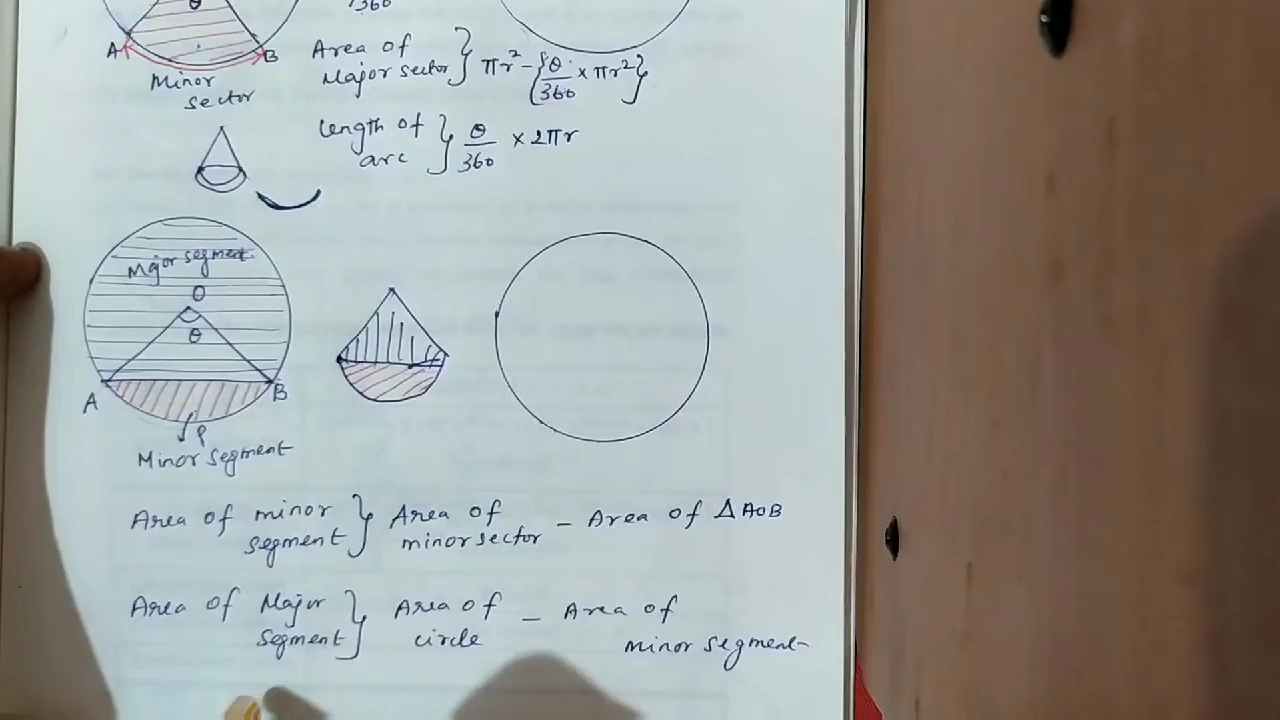 θ
360
A
B
Minor
sector
Area of
Major sector } πr² - { θ/360 × πr² }
length of
arc } θ/360 × 2πr
Mgor segment
O
θ
A
B
P
Minor segment
Area of minor segment } Area of minor sector - Area of Δ AOB
Area of Major segment } Area of circle - Area of minor segment